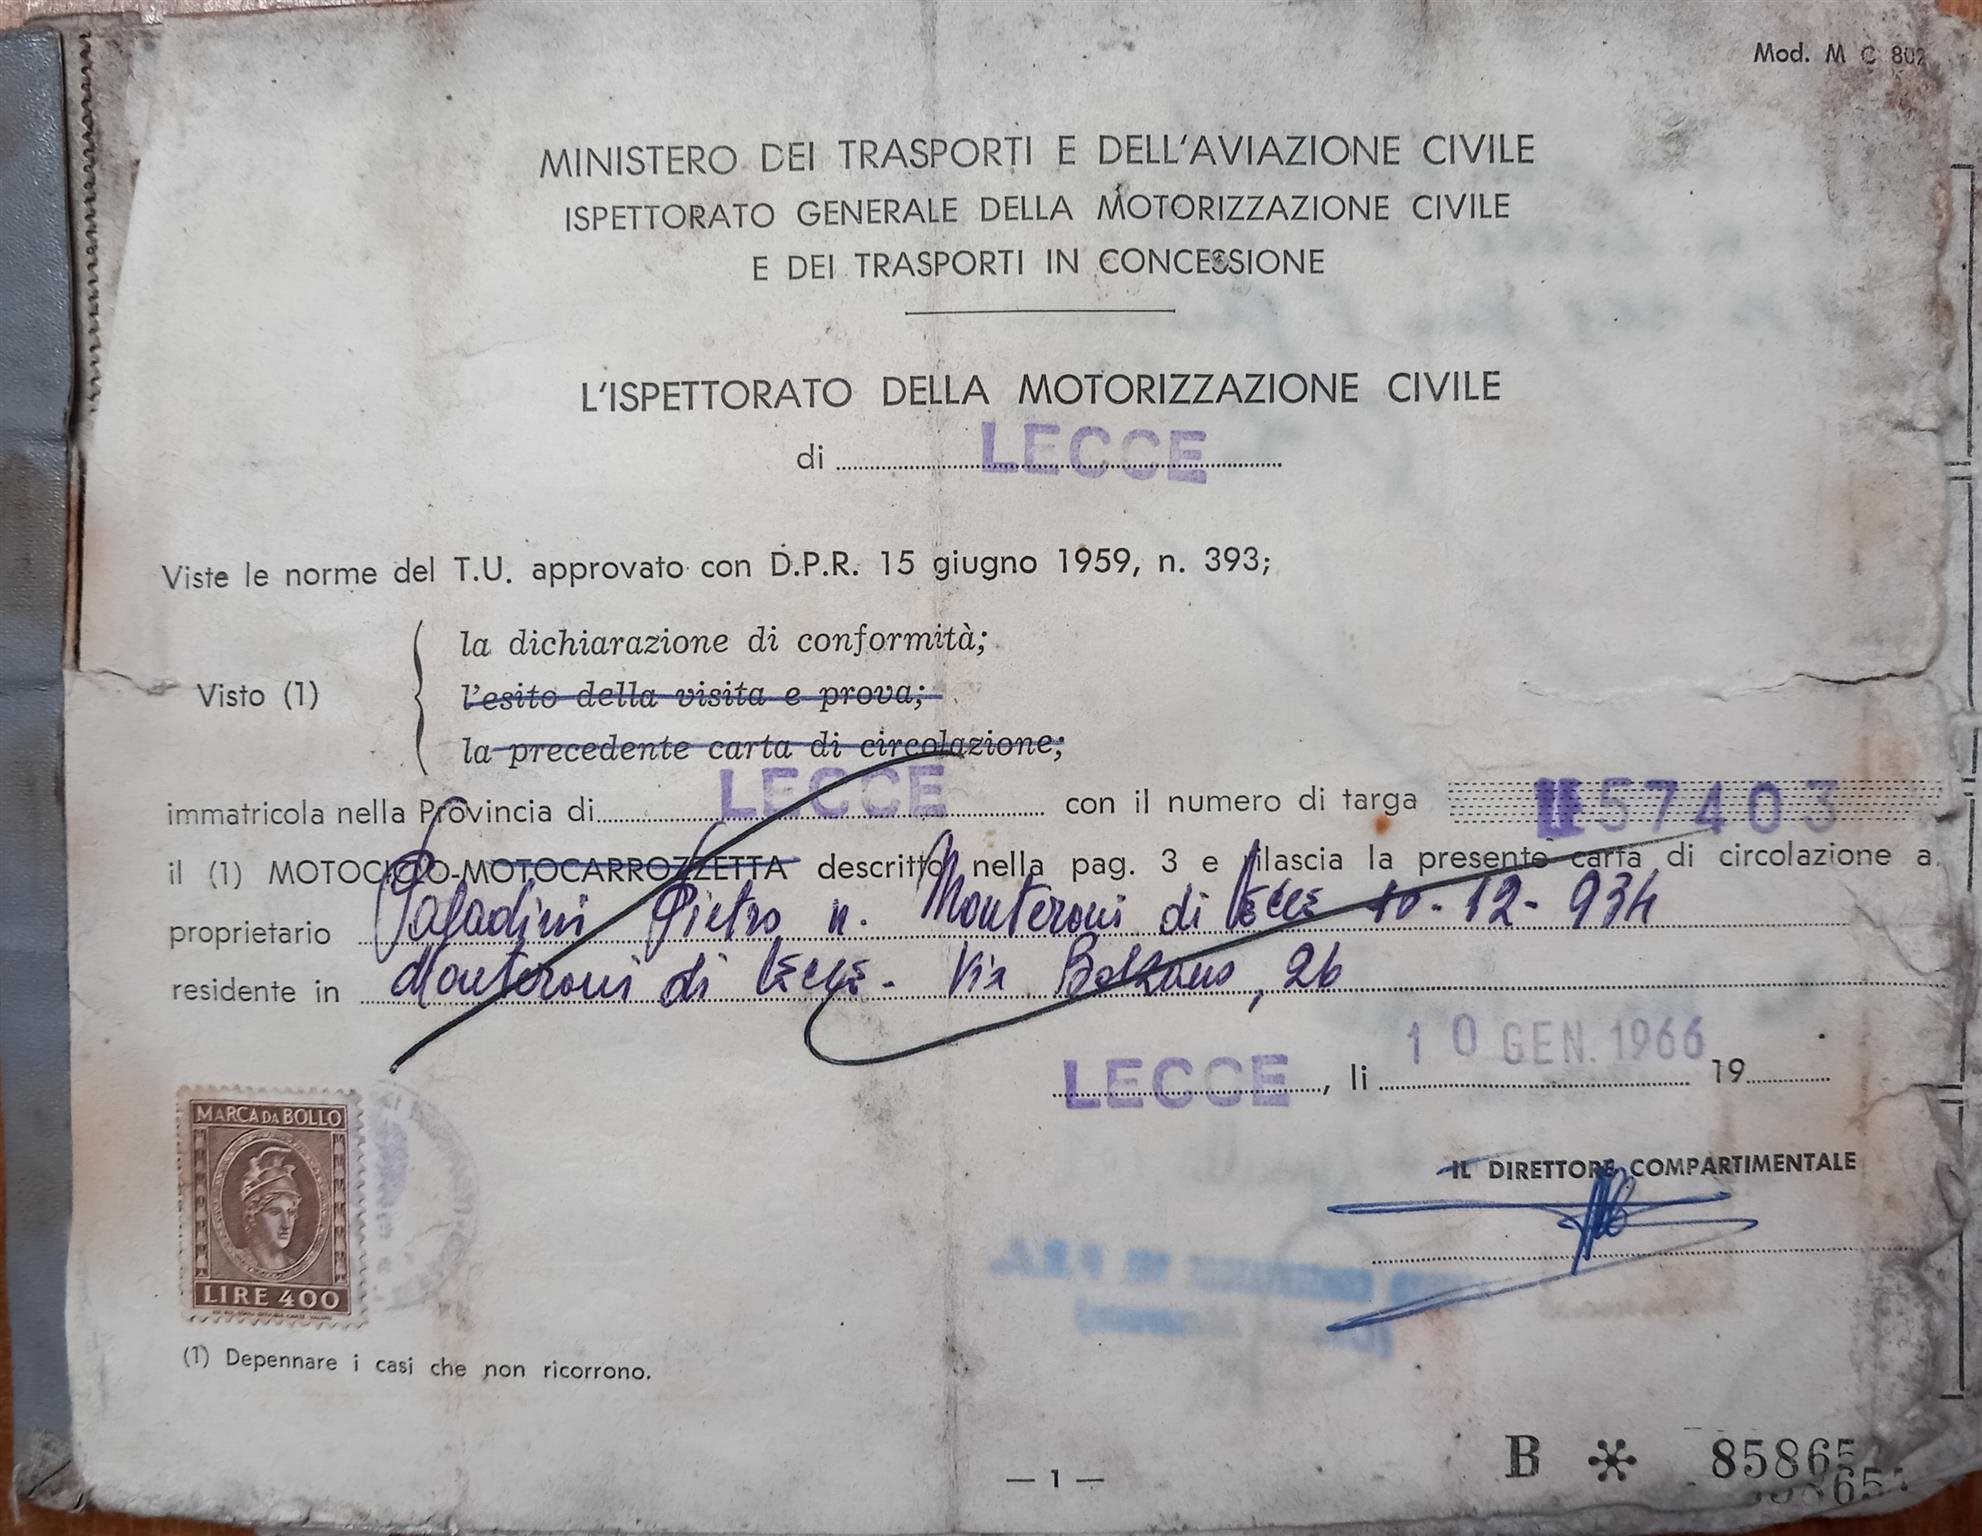 Mod. M C 802
MINISTERO DEI TRASPORTI E DELL'AVIAZIONE CIVILE
ISPETTORATO GENERALE DELLA MOTORIZZAZIONE CIVILE
E DEI TRASPORTI IN CONCESSIONE
L'ISPETTORATO DELLA MOTORIZZAZIONE CIVILE
di LECCE
Viste le norme del T.U. approvato con D.P.R. 15 giugno 1959, n. 393;
la dichiarazione di conformità;
Visto (1) l'esito della visita e prova;
la precedente carta di circolazione;
immatricola nella Provincia di LECCE con il numero di targa LE 57403
il (1) MOTOCICLO-MOTOCARROZZETTA descritto nella pag. 3 e rilascia la presente carta di circolazione a
proprietario Paladini Pietro n. Monteroni di Lecce 10-12-934
residente in Monteroni di Lecce - Via Bolzano, 26
LECCE, li 10 GEN. 1966 19
IL DIRETTORE COMPARTIMENTALE
MARCA DA BOLLO
LIRE 400
(1) Depennare i casi che non ricorrono.
— 1 —
B * 85865